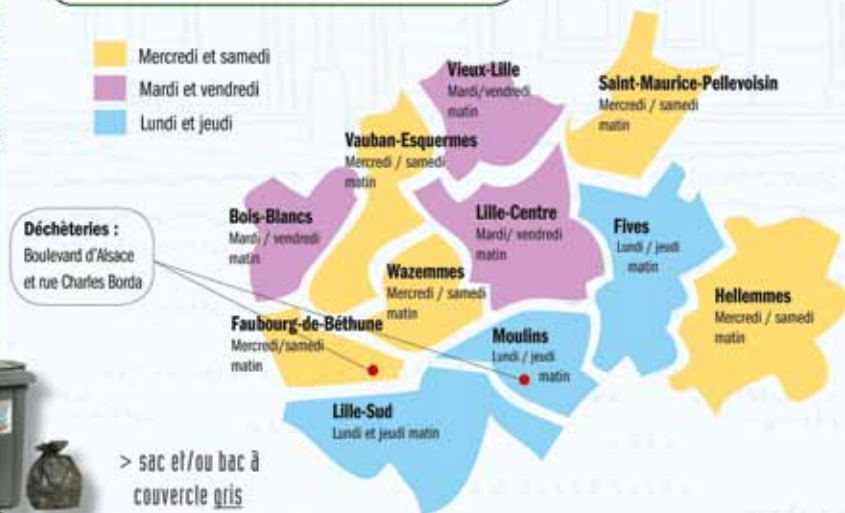 Mercredi et samedi
Mardi et vendredi
Lundi et jeudi
Vieux-Lille
Mardi/vendredi
matin
Saint-Maurice-Pellevoisin
Mercredi / samedi
matin
Vauban-Esquermes
Mercredi / samedi
matin
Bois-Blancs
Mardi / vendredi
matin
Lille-Centre
Mardi/ vendredi
matin
Fives
Lundi / jeudi
matin
Déchèteries :
Boulevard d'Alsace
et rue Charles Borda
Wazemmes
Mercredi / samedi
matin
Hellemmes
Mercredi / samedi
matin
Faubourg-de-Béthune
Mercredi/samedi
matin
Moulins
Lundi / jeudi
matin
Lille-Sud
Lundi et jeudi matin
> sac et/ou bac à
couvercle gris